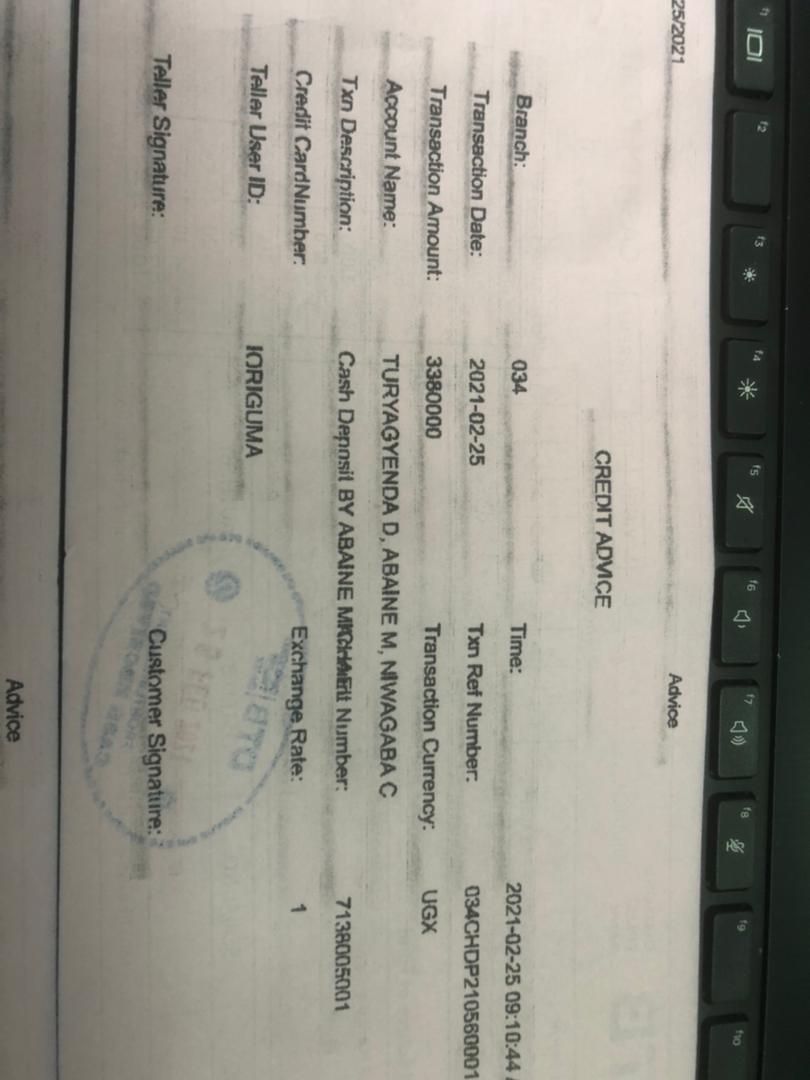 25/2021 Advice
CREDIT ADVICE
Branch: 034 Time: 2021-02-25 09:10:44
Transaction Date: 2021-02-25 Txn Ref Number: 034CHDP210560001
Transaction Amount: 3380000 Transaction Currency: UGX
Account Name: TURYAGYENDA D, ABAINE M, NIWAGABA C
Txn Description: Cash Deposit BY ABAINE Number: 7138005001
Credit CardNumber: Exchange Rate: 1
Teller User ID: IORIGUMA
Teller Signature: Customer Signature:
Advice
f1
f2
f3
f4
f5
f6
f7
f8
f9
f10